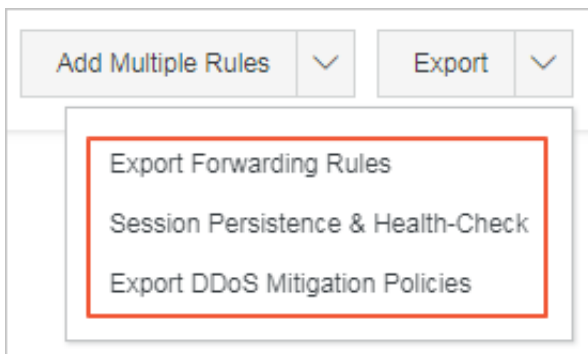 Add Multiple Rules Export
Export Forwarding Rules
Session Persistence & Health-Check
Export DDoS Mitigation Policies